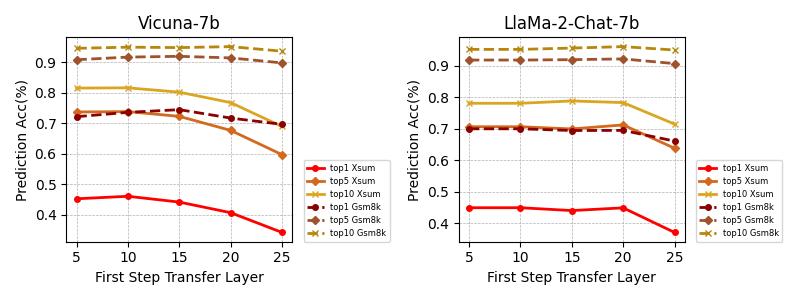 Vicuna-7b
Prediction Acc(%)
0.9
0.8
0.7
0.6
0.5
0.4
5 10 15 20 25
First Step Transfer Layer
top1 Xsum
top5 Xsum
top10 Xsum
top1 Gsm8k
top5 Gsm8k
top10 Gsm8k
LlaMa-2-Chat-7b
Prediction Acc(%)
0.9
0.8
0.7
0.6
0.5
0.4
5 10 15 20 25
First Step Transfer Layer
top1 Xsum
top5 Xsum
top10 Xsum
top1 Gsm8k
top5 Gsm8k
top10 Gsm8k